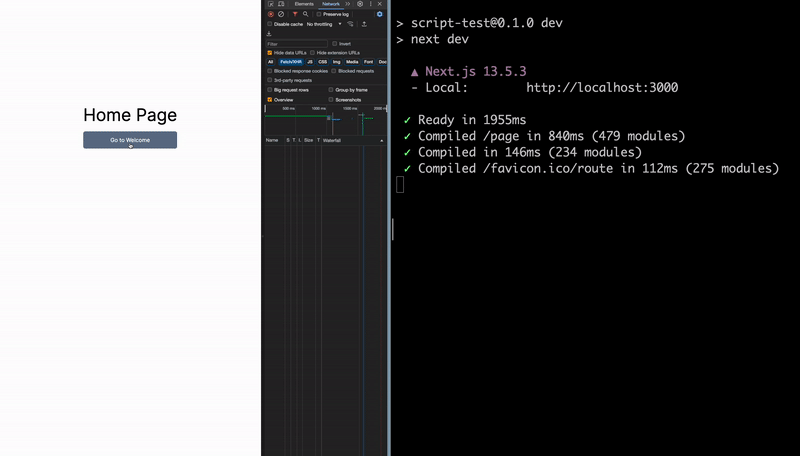 Home Page
Go to Welcome
Elements Network
Preserve log
Disable cache No throttling
Filter Invert
Hide data URLs Hide extension URLs
All Fetch/XHR JS CSS Img Media Font Doc
Blocked response cookies Blocked requests
3rd-party requests
Big request rows Group by frame
Overview Screenshots
500 ms 1000 ms 1500 ms 2000 m
Name S T I. Size T Waterfall
> script-test@0.1.0 dev
> next dev
▲ Next.js 13.5.3
- Local: http://localhost:3000
✓ Ready in 1955ms
✓ Compiled /page in 840ms (479 modules)
✓ Compiled in 146ms (234 modules)
✓ Compiled /favicon.ico/route in 112ms (275 modules)